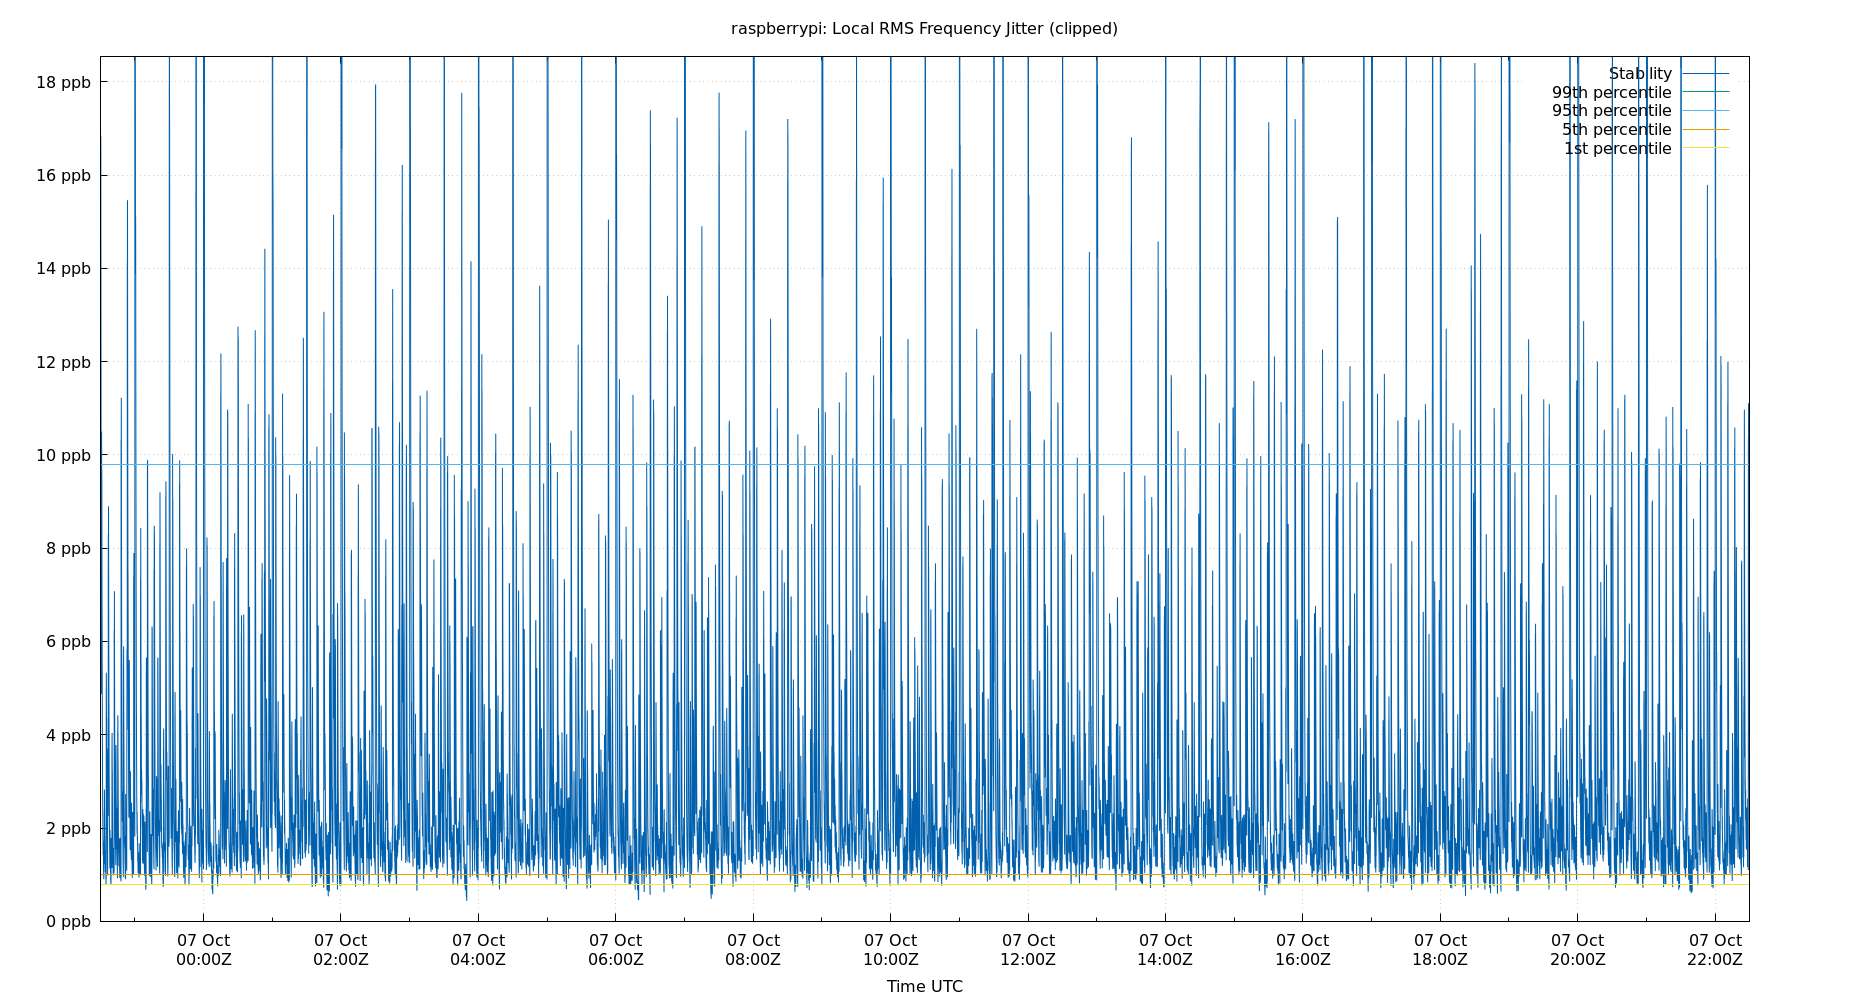 raspberrypi: Local RMS Frequency Jitter (clipped)
18 ppb
16 ppb
14 ppb
12 ppb
10 ppb
8 ppb
6 ppb
4 ppb
2 ppb
0 ppb
Stability
99th percentile
95th percentile
5th percentile
1st percentile
07 Oct 07 Oct 07 Oct 07 Oct 07 Oct 07 Oct 07 Oct 07 Oct 07 Oct 07 Oct 07 Oct 07 Oct
00:00Z 02:00Z 04:00Z 06:00Z 08:00Z 10:00Z 12:00Z 14:00Z 16:00Z 18:00Z 20:00Z 22:00Z
Time UTC